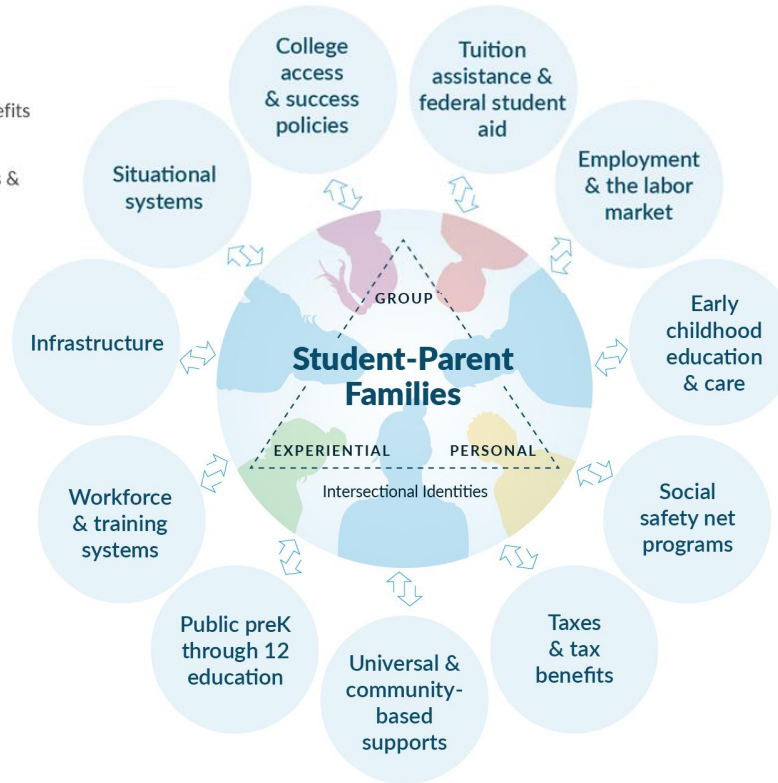 efits
&
College
access
& success
policies
Tuition
assistance &
federal student
aid
Situational
systems
Employment
& the labor
market
Infrastructure
Early
childhood
education
& care
GROUP
Student-Parent
Families
EXPERIENTIAL
PERSONAL
Intersectional Identities
Workforce
& training
systems
Social
safety net
programs
Public preK
through 12
education
Universal &
community-
based
supports
Taxes
& tax
benefits